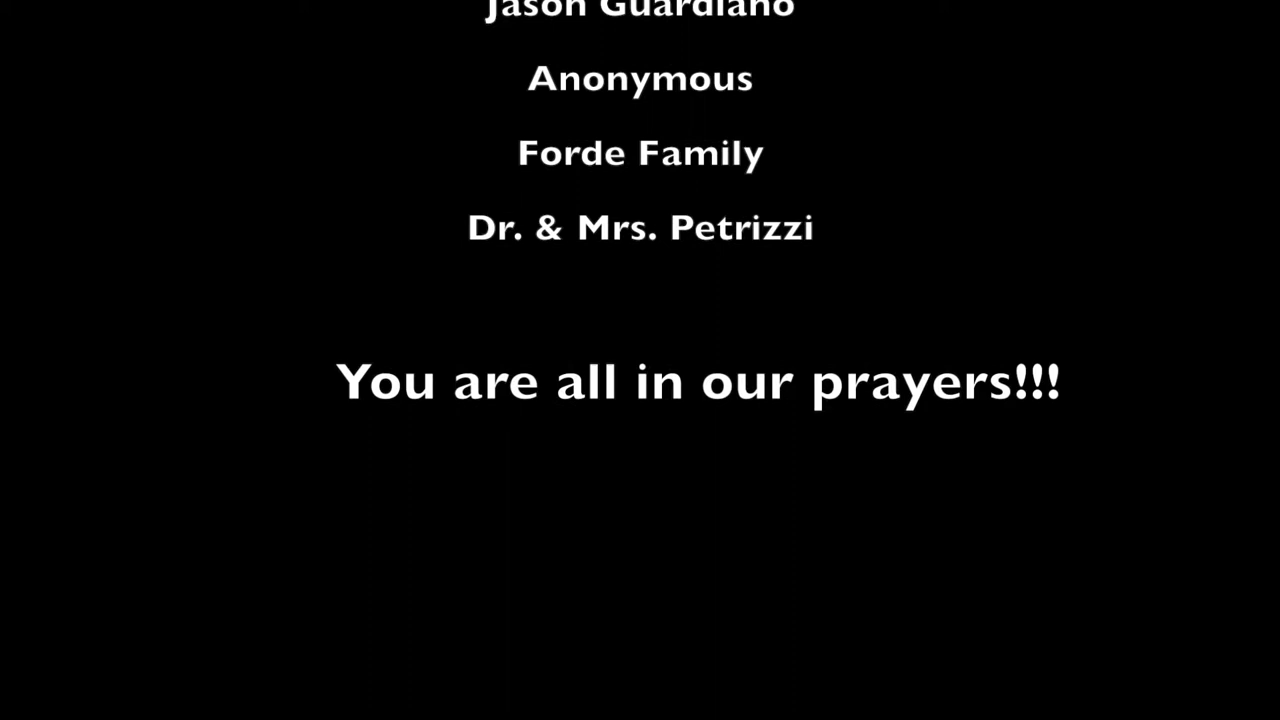 Jason Guardiano
Anonymous
Forde Family
Dr. & Mrs. Petrizzi
You are all in our prayers!!!